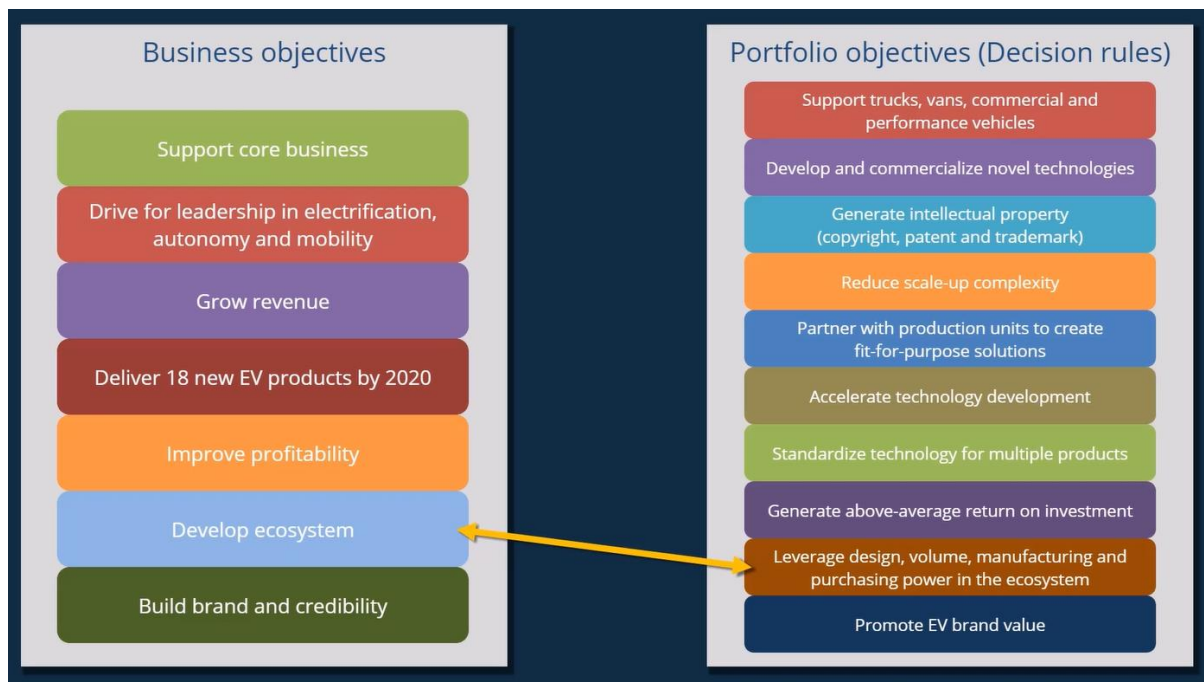 Business objectives
Support core business
Drive for leadership in electrification,
autonomy and mobility
Grow revenue
Deliver 18 new EV products by 2020
Improve profitability
Develop ecosystem
Build brand and credibility
Portfolio objectives (Decision rules)
Support trucks, vans, commercial and
performance vehicles
Develop and commercialize novel technologies
Generate intellectual property
(copyright, patent and trademark)
Reduce scale-up complexity
Partner with production units to create
fit-for-purpose solutions
Accelerate technology development
Standardize technology for multiple products
Generate above-average return on investment
Leverage design, volume, manufacturing and
purchasing power in the ecosystem
Promote EV brand value